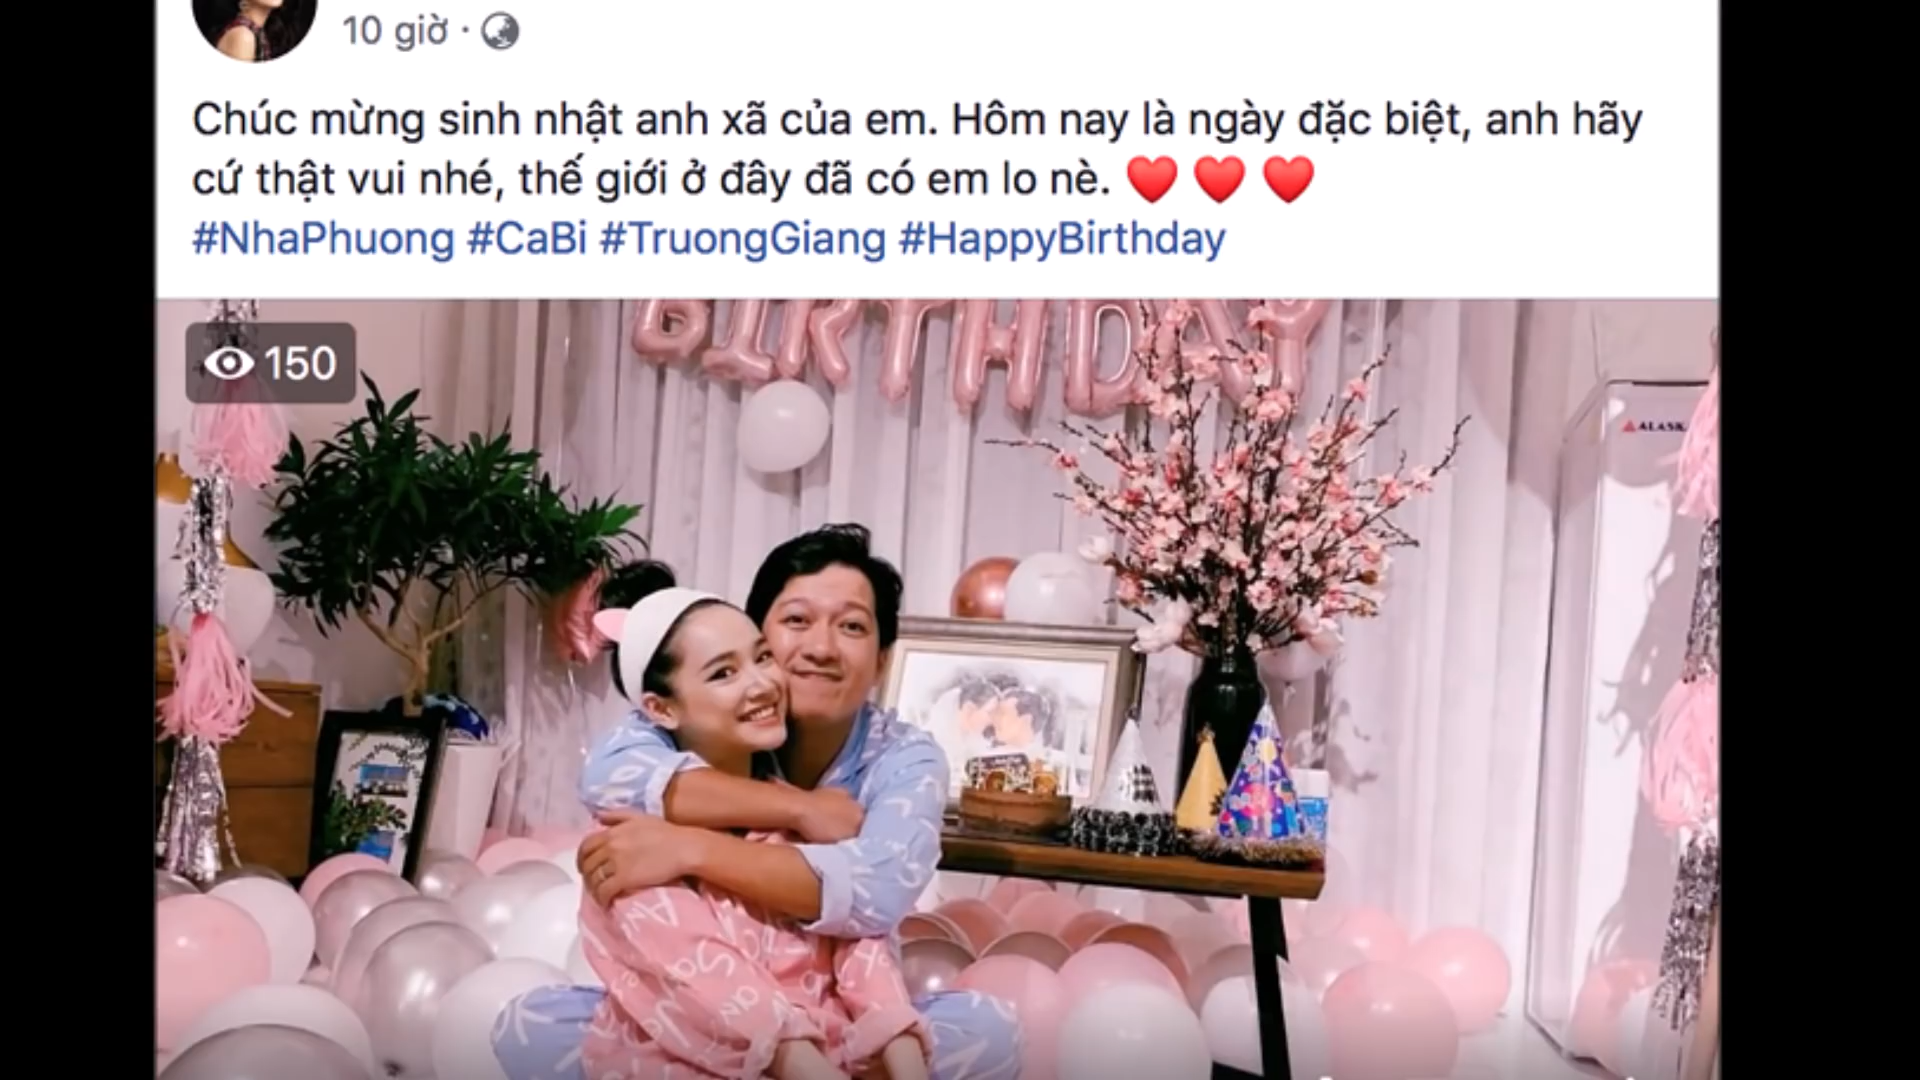 10 giờ ·
Chúc mừng sinh nhật anh xã của em. Hôm nay là ngày đặc biệt, anh hãy
cứ thật vui nhé, thế giới ở đây đã có em lo nè. ❤️ ❤️ ❤️
#NhaPhuong #CaBi #TruongGiang #HappyBirthday
150
BIRTHDAY
ALASK